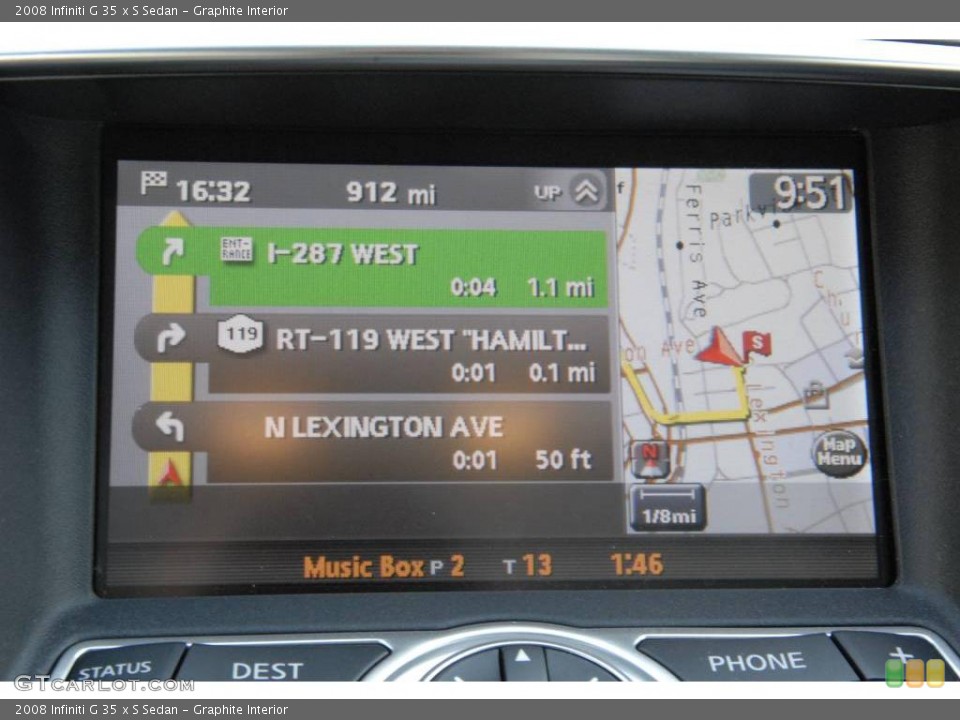 2008 Infiniti G 35 x S Sedan - Graphite Interior
16:32 912 mi UP
9:51
ENT-RANCE I-287 WEST
0:04 1.1 mi
119 RT-119 WEST "HAMILT...
0:01 0.1 mi
N LEXINGTON AVE
0:01 50 ft
f
Ferris Ave
Parkvi
Chu
on Ave
S
Lexington
N
Map Menu
1/8mi
Music Box P 2 T 13 1:46
STATUS DEST PHONE +
GTCARLOT.COM
2008 Infiniti G 35 x S Sedan - Graphite Interior